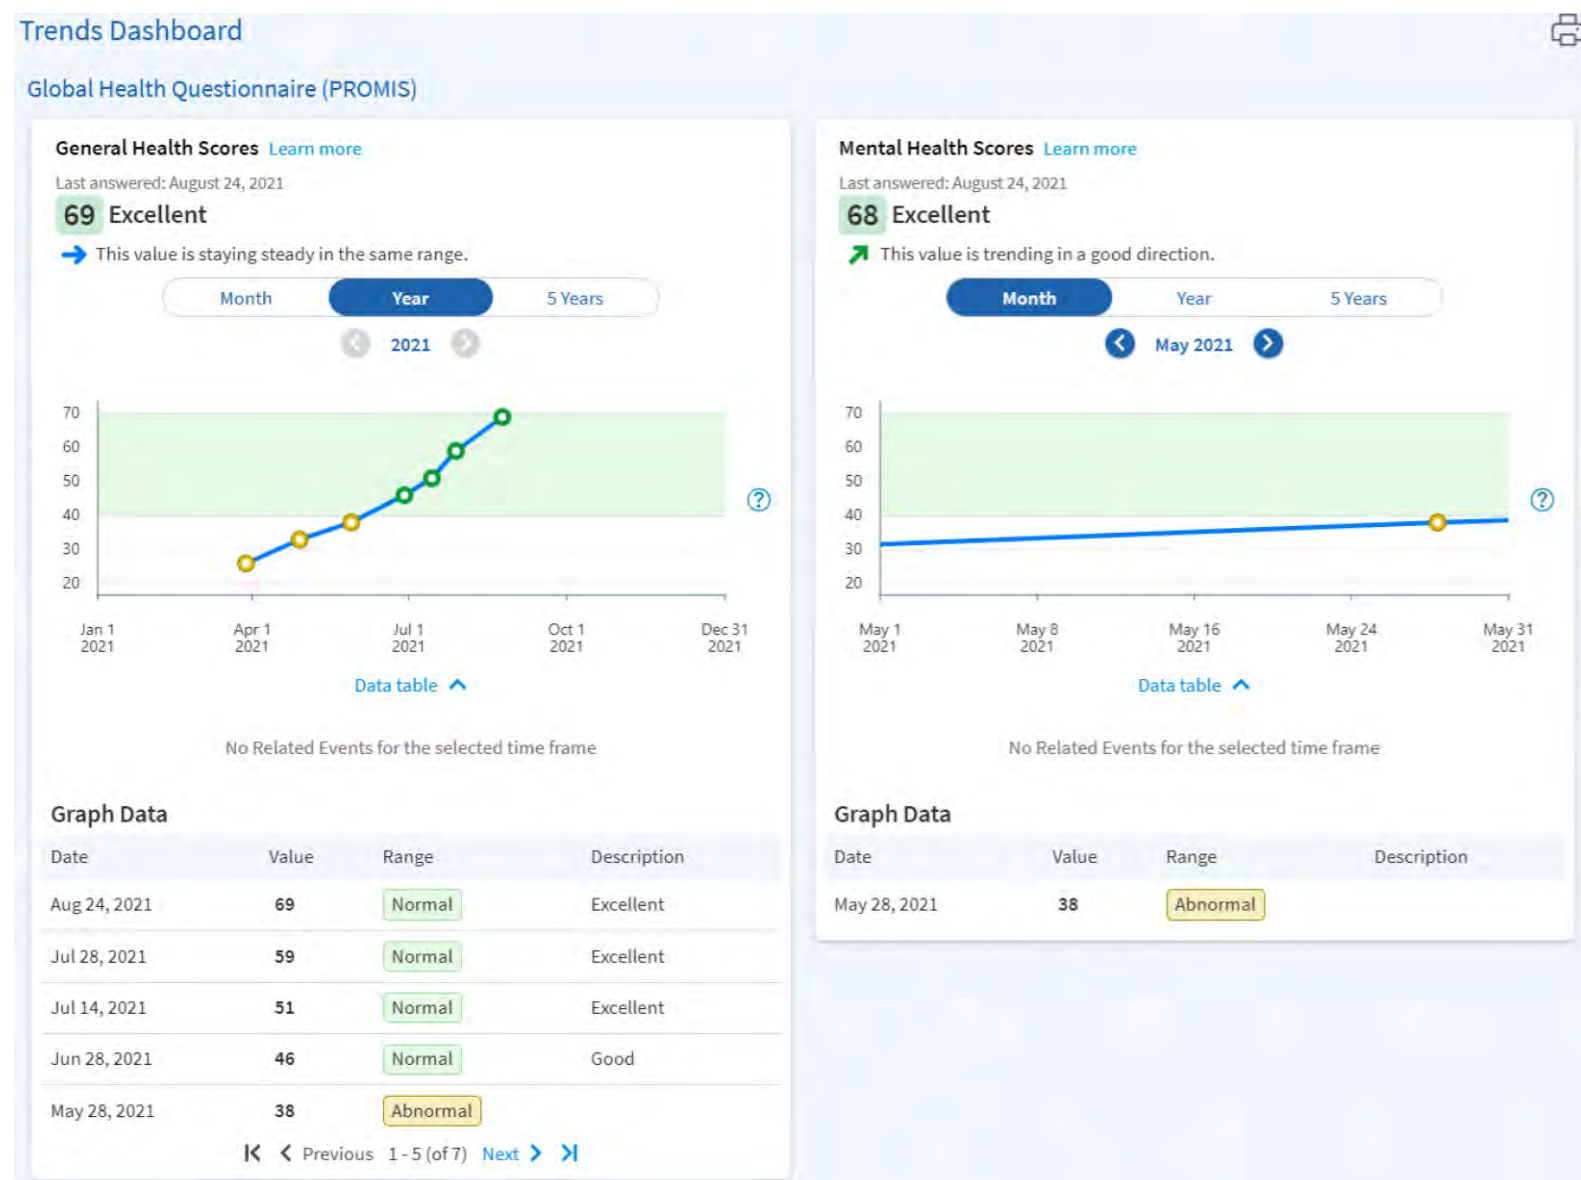 Trends Dashboard
Global Health Questionnaire (PROMIS)
General Health Scores Learn more
Last answered: August 24, 2021
69 Excellent
This value is staying steady in the same range.
Month Year 5 Years
2021
70
60
50
40
30
20
?
Jan 1 Apr 1 Jul 1 Oct 1 Dec 31
2021 2021 2021 2021 2021
Data table
No Related Events for the selected time frame
Graph Data
Date Value Range Description
Aug 24, 2021 69 Normal Excellent
Jul 28, 2021 59 Normal Excellent
Jul 14, 2021 51 Normal Excellent
Jun 28, 2021 46 Normal Good
May 28, 2021 38 Abnormal
Previous 1 - 5 (of 7) Next
Mental Health Scores Learn more
Last answered: August 24, 2021
68 Excellent
This value is trending in a good direction.
Month Year 5 Years
May 2021
70
60
50
40
30
20
?
May 1 May 8 May 16 May 24 May 31
2021 2021 2021 2021 2021
Data table
No Related Events for the selected time frame
Graph Data
Date Value Range Description
May 28, 2021 38 Abnormal